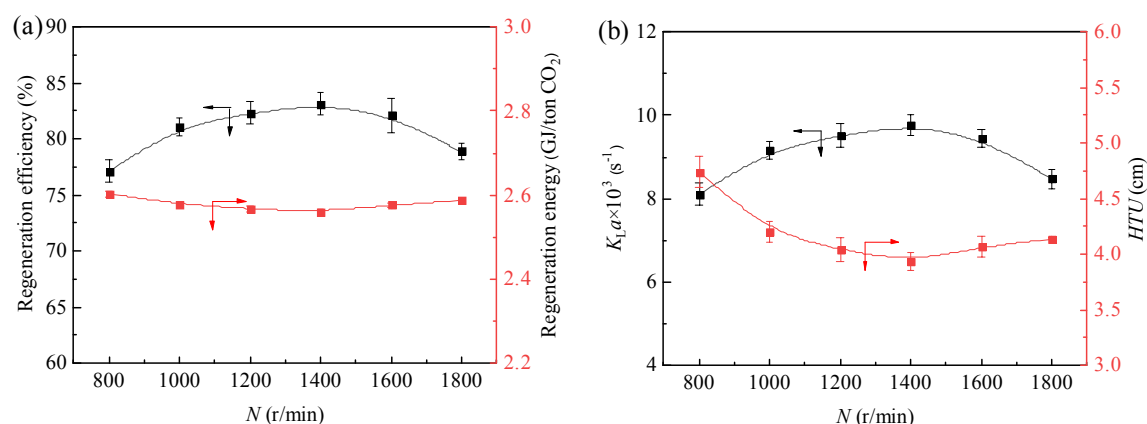 (a)
Regeneration efficiency (%)
90
85
80
75
70
65
60
800 1000 1200 1400 1600 1800
N (r/min)
3.0
2.8
2.6
2.4
2.2
Regeneration energy (GJ/ton CO₂)
(b)
K_La×10³ (s⁻¹)
12
10
8
6
4
800 1000 1200 1400 1600 1800
N (r/min)
6.0
5.5
5.0
4.5
4.0
3.5
3.0
HTU (cm)